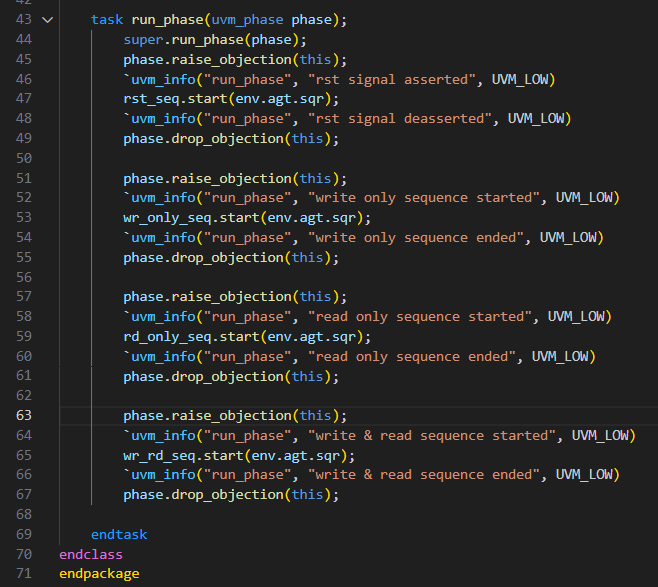 43 task run_phase(uvm_phase phase);
44 super.run_phase(phase);
45 phase.raise_objection(this);
46 `uvm_info("run_phase", "rst signal asserted", UVM_LOW)
47 rst_seq.start(env.agt.sqr);
48 `uvm_info("run_phase", "rst signal deasserted", UVM_LOW)
49 phase.drop_objection(this);
50
51 phase.raise_objection(this);
52 `uvm_info("run_phase", "write only sequence started", UVM_LOW)
53 wr_only_seq.start(env.agt.sqr);
54 `uvm_info("run_phase", "write only sequence ended", UVM_LOW)
55 phase.drop_objection(this);
56
57 phase.raise_objection(this);
58 `uvm_info("run_phase", "read only sequence started", UVM_LOW)
59 rd_only_seq.start(env.agt.sqr);
60 `uvm_info("run_phase", "read only sequence ended", UVM_LOW)
61 phase.drop_objection(this);
62
63 phase.raise_objection(this);
64 `uvm_info("run_phase", "write & read sequence started", UVM_LOW)
65 wr_rd_seq.start(env.agt.sqr);
66 `uvm_info("run_phase", "write & read sequence ended", UVM_LOW)
67 phase.drop_objection(this);
68
69 endtask
70 endclass
71 endpackage